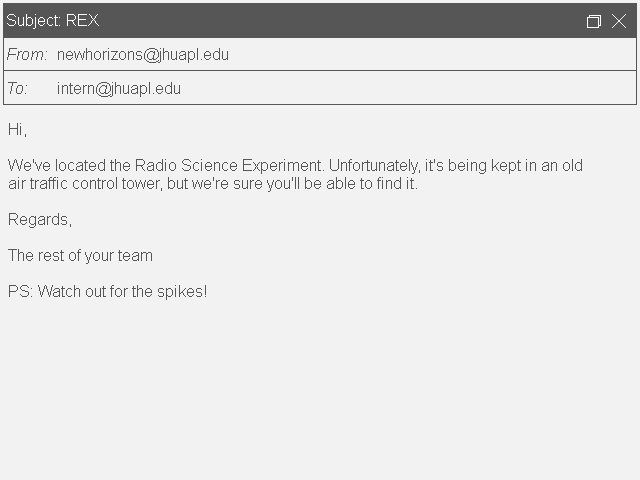 Subject: REX
From: newhorizons@jhuapl.edu
To: intern@jhuapl.edu
Hi,
We've located the Radio Science Experiment. Unfortunately, it's being kept in an old
air traffic control tower, but we're sure you'll be able to find it.
Regards,
The rest of your team
PS: Watch out for the spikes!